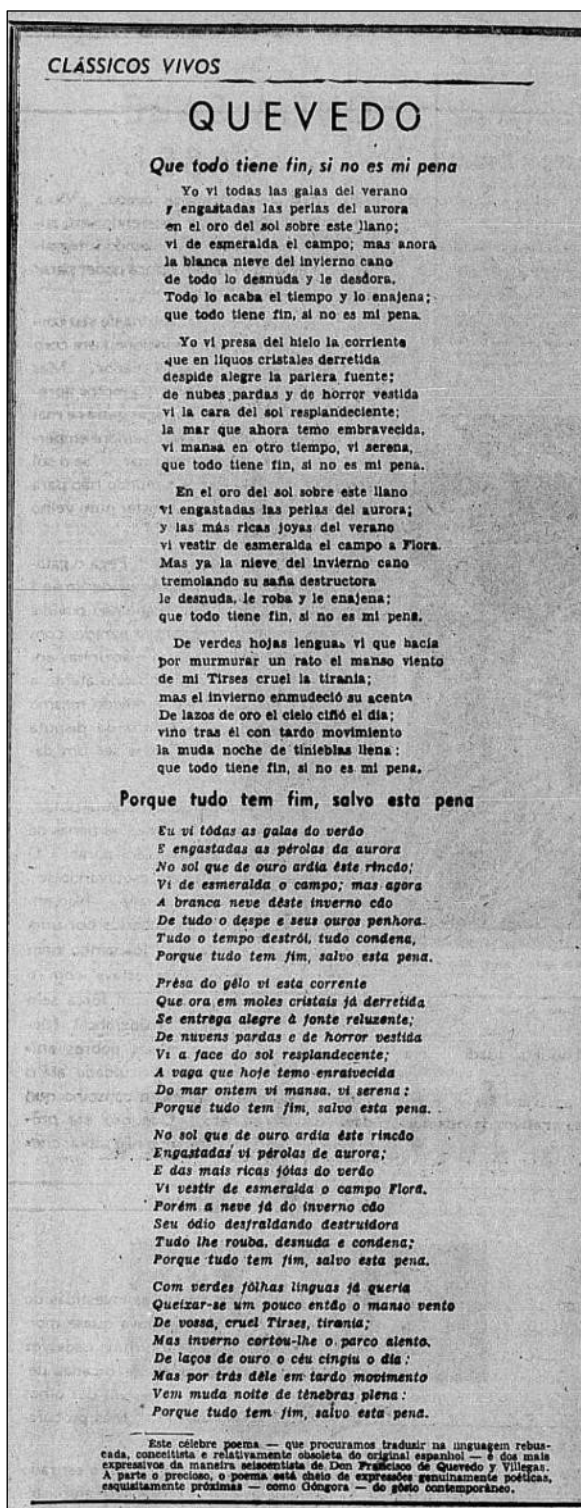 CLÁSSICOS VIVOS
QUEVEDO
Que todo tiene fin, si no es mi pena
Yo vi todas las galas del verano
y engastadas las perlas del aurora
en el oro del sol sobre este llano;
vi de esmeralda el campo; mas anora
la blanca nieve del invierno cano
de todo lo desnuda y le desdora.
Todo lo acaba el tiempo y lo enajena;
que todo tiene fin, si no es mi pena.
Yo vi presa del hielo la corriente
que en liquos cristales derretida
despide alegre la parlera fuente;
de nubes pardas y de horror vestida
vi la cara del sol resplandeciente;
la mar que ahora temo embravecida,
vi mansa en otro tiempo, vi serena,
que todo tiene fin, si no es mi pena.
En el oro del sol sobre este llano
vi engastadas las perlas del aurora;
y las más ricas joyas del verano
vi vestir de esmeralda el campo a Flora.
Mas ya la nieve del invierno cano
tremolando su saña destructora
le desnuda, le roba y le enajena;
que todo tiene fin, si no es mi pena.
De verdes hojas lenguas vi que hacía
por murmurar un rato el manso viento
de mi Tirses cruel la tirania;
mas el invierno enmudeció su acento
De lazos de oro el cielo ciñó el día;
vino tras él con tardo movimiento
la muda noche de tinieblas llena:
que todo tiene fin, si no es mi pena.
Porque tudo tem fim, salvo esta pena
Eu vi tôdas as galas do verão
E engastadas as pérolas da aurora
No sol que de ouro ardia êste rincão;
Vi de esmeralda o campo; mas agora
A branca neve dêste inverno cão
De tudo o despe e seus ouros penhora.
Tudo o tempo destrói, tudo condena,
Porque tudo tem fim, salvo esta pena.
Prêsa do gêlo vi esta corrente
Que ora em moles cristais já derretida
Se entrega alegre à fonte reluzente;
De nuvens pardas e de horror vestida
Vi a face do sol resplandecente;
A vaga que hoje temo enraivecida
Do mar ontem vi mansa, vi serena:
Porque tudo tem fim, salvo esta pena.
No sol que de ouro ardia êste rincão
Engastadas vi pérolas de aurora;
E das mais ricas jóias do verão
Vi vestir de esmeralda o campo Flora.
Porém a neve já do inverno cão
Seu ódio desfraldando destruidora
Tudo lhe rouba, desnuda e condena;
Porque tudo tem fim, salvo esta pena.
Com verdes fôlhas linguas já queria
Queixar-se um pouco então o manso vento
De vossa, cruel Tirses, tirania;
Mas inverno cortou-lhe o parco alento.
De laços de ouro o céu cingiu o dia:
Mas por trás dêle em tardo movimento
Vem muda noite de tênebras plena:
Porque tudo tem fim, salvo esta pena.
Este célebre poema — que procuramos traduzir na linguagem rebus-
cada, conceitista e relativamente obsoleta do original espanhol — é dos mais
expressivos da maneira seiscentista de Don Francisco de Quevedo y Villegas.
A parte o precioso, o poema está cheio de expressões genuinamente poéticas,
esquisitamente próximas — como Góngora — do gôsto contemporâneo.